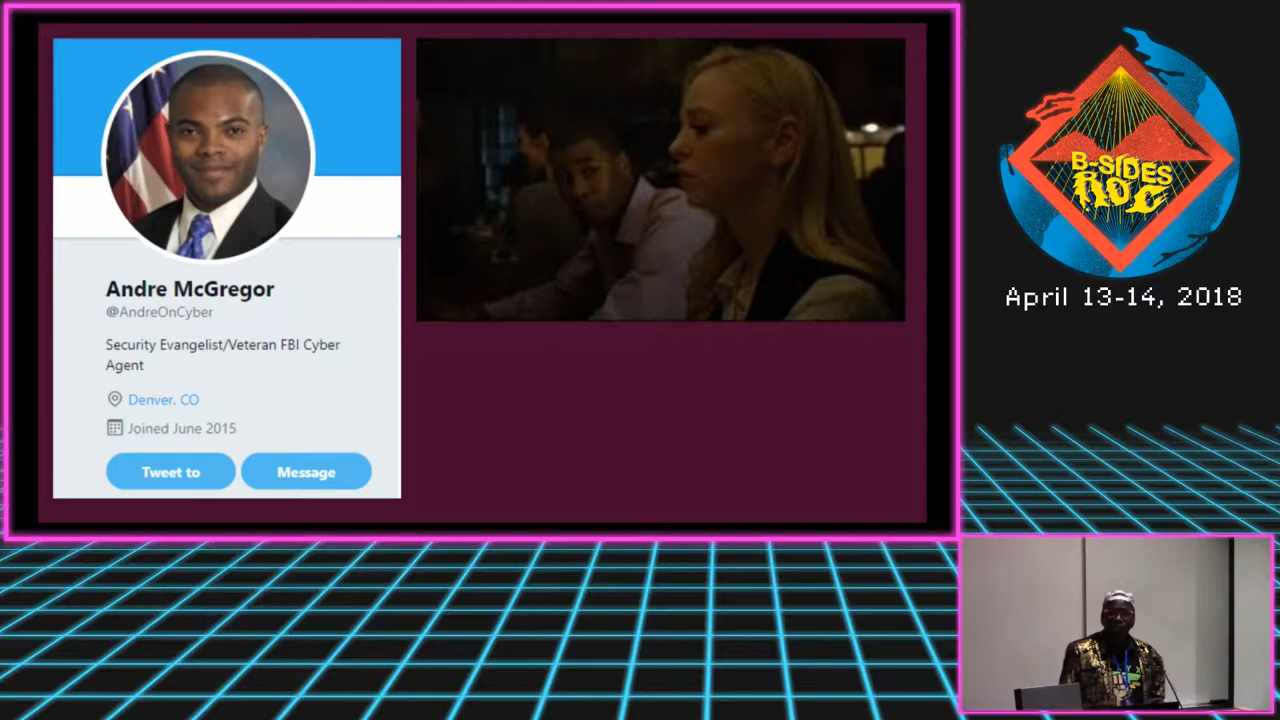 Andre McGregor
@AndreOnCyber
Security Evangelist/Veteran FBI Cyber
Agent
Denver, CO
Joined June 2015
Tweet to
Message
B-SIDES
ROC
April 13-14, 2018